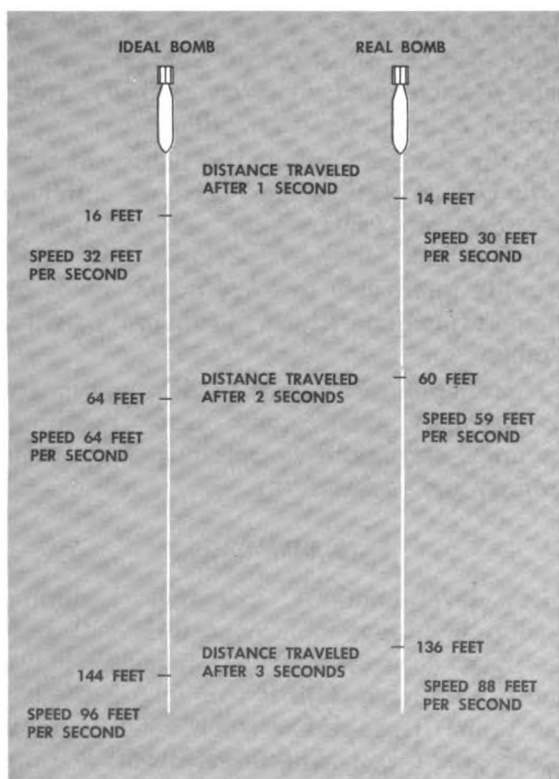 IDEAL BOMB
REAL BOMB
DISTANCE TRAVELED
AFTER 1 SECOND
16 FEET
14 FEET
SPEED 32 FEET
PER SECOND
SPEED 30 FEET
PER SECOND
DISTANCE TRAVELED
AFTER 2 SECONDS
64 FEET
60 FEET
SPEED 64 FEET
PER SECOND
SPEED 59 FEET
PER SECOND
DISTANCE TRAVELED
AFTER 3 SECONDS
144 FEET
136 FEET
SPEED 96 FEET
PER SECOND
SPEED 88 FEET
PER SECOND